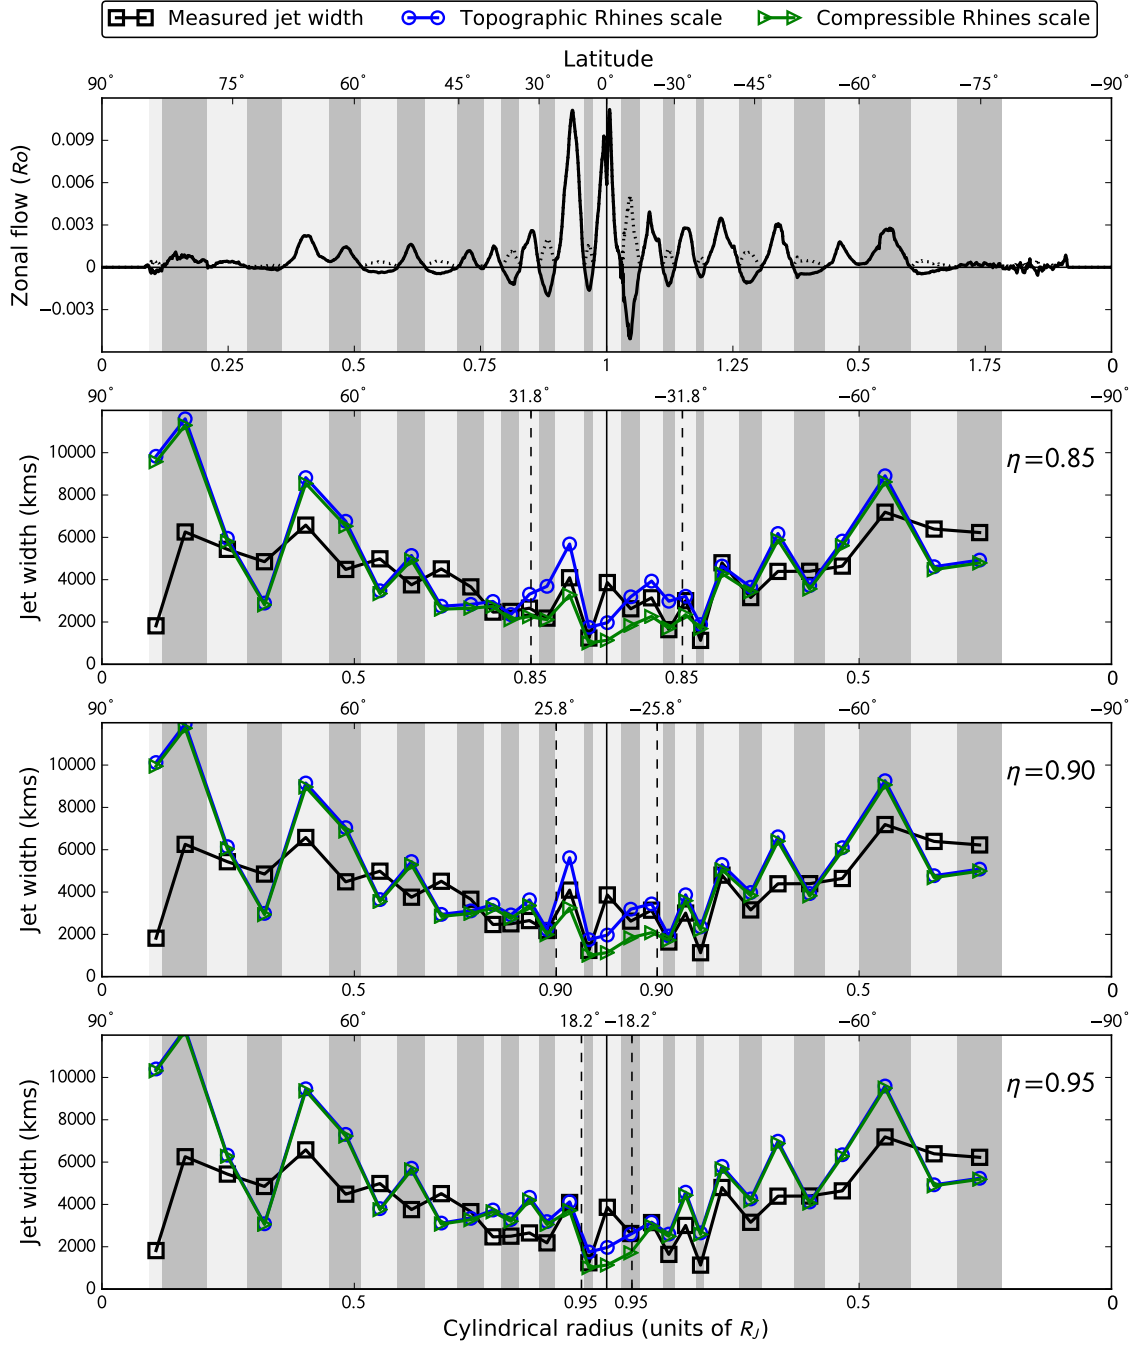 Measured jet width Topographic Rhines scale Compressible Rhines scale
Latitude
90° 75° 60° 45° 30° 0° −30° −45° −60° −75° −90°
Zonal flow (Ro)
0.009
0.006
0.003
0
−0.003
0 0.25 0.5 0.75 1 1.25 0.5 1.75 0
90° 60° 31.8° −31.8° −60° −90°
Jet width (kms)
10000
8000
6000
4000
2000
0
η=0.85
0 0.5 0.85 0.85 0.5 0
90° 60° 25.8° −25.8° −60° −90°
Jet width (kms)
10000
8000
6000
4000
2000
0
η=0.90
0 0.5 0.90 0.90 0.5 0
90° 60° 18.2° −18.2° −60° −90°
Jet width (kms)
10000
8000
6000
4000
2000
0
η=0.95
0 0.5 0.95 0.95 0.5 0
Cylindrical radius (units of R_J)